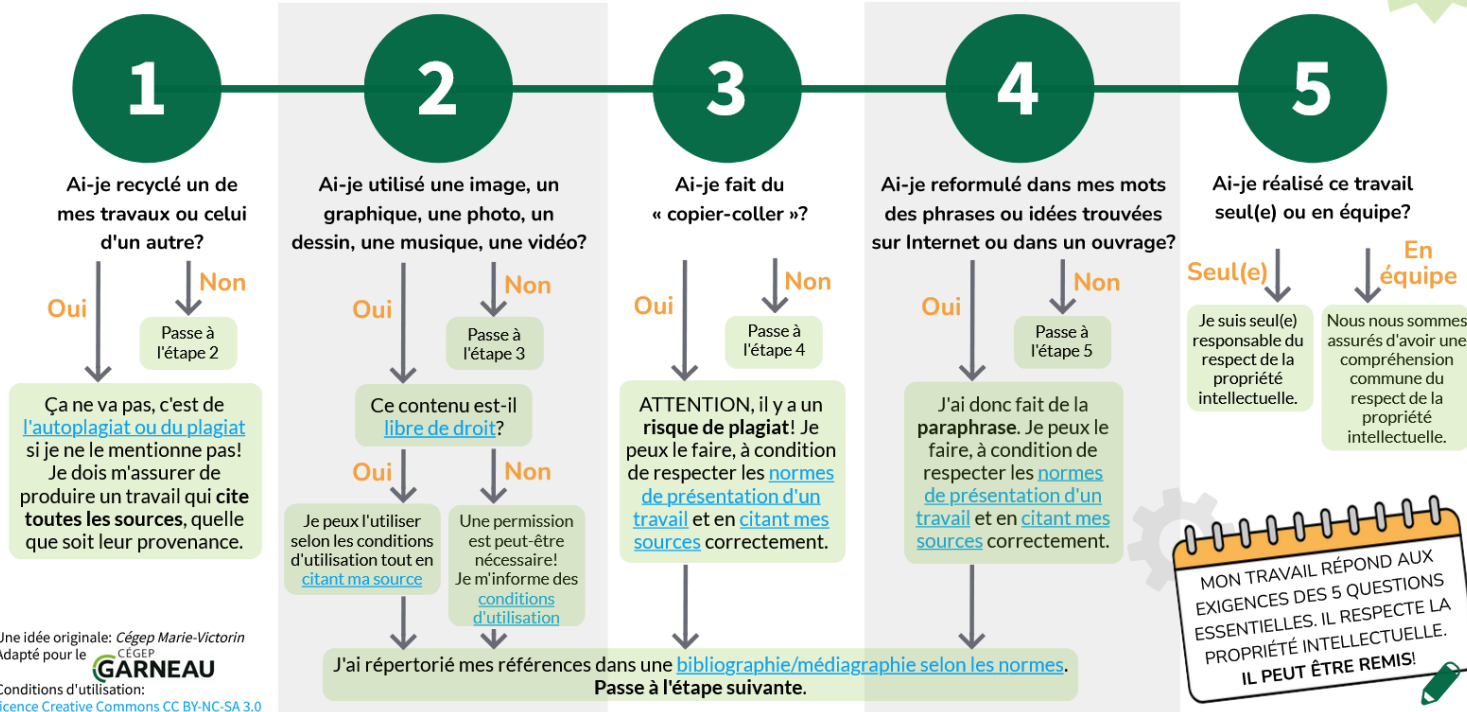 1
Ai-je recyclé un de
mes travaux ou celui
d'un autre?
Oui
Non
Passe à
l'étape 2
Ça ne va pas, c'est de
l'autoplagiat ou du plagiat
si je ne le mentionne pas!
Je dois m'assurer de
produire un travail qui cite
toutes les sources, quelle
que soit leur provenance.
2
Ai-je utilisé une image, un
graphique, une photo, un
dessin, une musique, une vidéo?
Oui
Non
Passe à
l'étape 3
Ce contenu est-il
libre de droit?
Oui
Non
Je peux l'utiliser
selon les conditions
d'utilisation tout en
citant ma source
Une permission
est peut-être
nécessaire!
Je m'informe des
conditions
d'utilisation
3
Ai-je fait du
« copier-coller »?
Oui
Non
Passe à
l'étape 4
ATTENTION, il y a un
risque de plagiat! Je
peux le faire, à condition
de respecter les normes
de présentation d'un
travail et en citant mes
sources correctement.
4
Ai-je reformulé dans mes mots
des phrases ou idées trouvées
sur Internet ou dans un ouvrage?
Oui
Non
Passe à
l'étape 5
J'ai donc fait de la
paraphrase. Je peux le
faire, à condition de
respecter les normes
de présentation d'un
travail et en citant mes
sources correctement.
J'ai répertorié mes références dans une bibliographie/médiagraphie selon les normes.
Passe à l'étape suivante.
5
Ai-je réalisé ce travail
seul(e) ou en équipe?
Seul(e)
En
équipe
Je suis seul(e)
responsable du
respect de la
propriété
intellectuelle.
Nous nous sommes
assurés d'avoir une
compréhension
commune du
respect de la
propriété
intellectuelle.
MON TRAVAIL RÉPOND AUX
EXIGENCES DES 5 QUESTIONS
ESSENTIELLES. IL RESPECTE LA
PROPRIÉTÉ INTELLECTUELLE.
IL PEUT ÊTRE REMIS!
Une idée originale: Cégep Marie-Victorin
Adapté pour le
CÉGEP
GARNEAU
Conditions d'utilisation:
licence Creative Commons CC BY-NC-SA 3.0